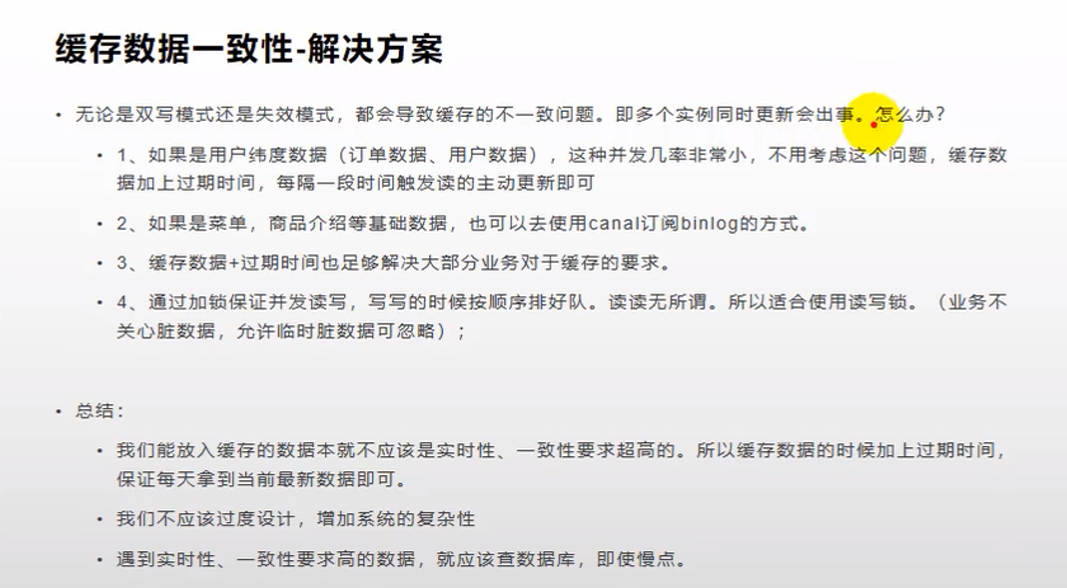 缓存数据一致性-解决方案
• 无论是双写模式还是失效模式，都会导致缓存的不一致问题。即多个实例同时更新会出事。怎么办？
• 1、如果是用户纬度数据（订单数据、用户数据），这种并发几率非常小，不用考虑这个问题，缓存数
据加上过期时间，每隔一段时间触发读的主动更新即可
• 2、如果是菜单，商品介绍等基础数据，也可以去使用canal订阅binlog的方式。
• 3、缓存数据+过期时间也足够解决大部分业务对于缓存的要求。
• 4、通过加锁保证并发读写，写写的时候按顺序排好队。读读无所谓。所以适合使用读写锁。（业务不
关心脏数据，允许临时脏数据可忽略）；
• 总结：
• 我们能放入缓存的数据本就不应该是实时性、一致性要求超高的。所以缓存数据的时候加上过期时间，
保证每天拿到当前最新数据即可。
• 我们不应该过度设计，增加系统的复杂性
• 遇到实时性、一致性要求高的数据，就应该查数据库，即使慢点。